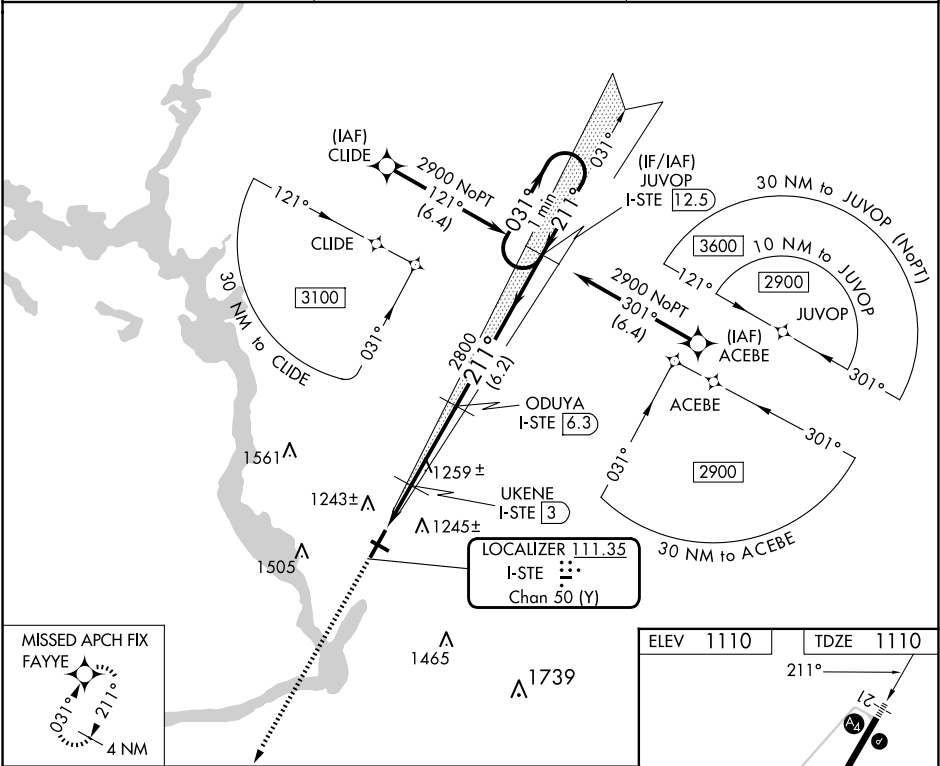 (IAF)
CLIDE
2900 NoPT
121°
(6.4)
031°
1 min
211°
031°
(IF/IAF)
JUVOP
I-STE 12.5
30 NM to JUVOP (NoPT)
3600
10 NM to JUVOP
2900
121°
JUVOP
301°
121°
CLIDE
3100
031°
30 NM to CLIDE
2900 NoPT
301°
(6.4)
(IAF)
ACEBE
ACEBE
031°
301°
2900
30 NM to ACEBE
2800
211°
(6.2)
ODUYA
I-STE 6.3
1561
1259 ±
1243±
UKENE
I-STE 3
1245±
1505
LOCALIZER 111.35
I-STE
Chan 50 (Y)
1465
1739
MISSED APCH FIX
FAYYE
031°
211°
4 NM
ELEV 1110
TDZE 1110
211°
21
A4
P